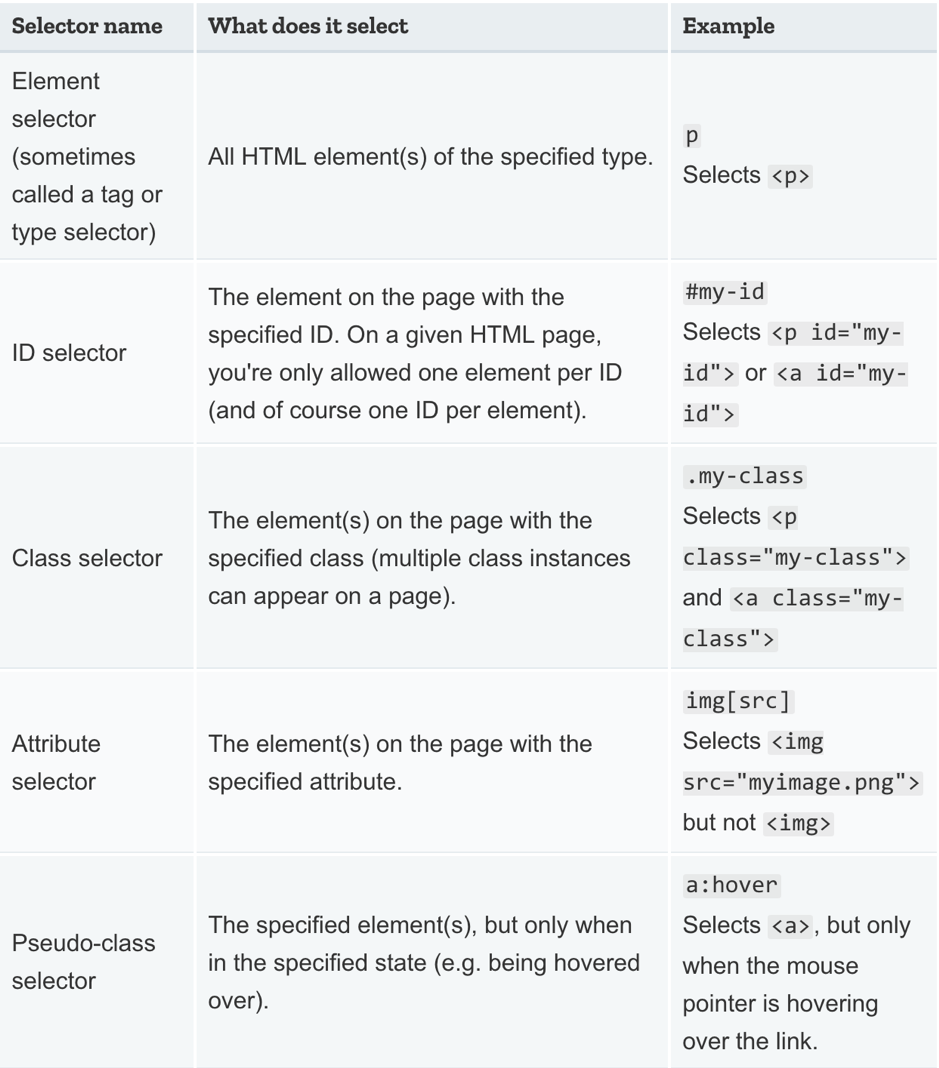 Selector name
What does it select
Example
Element
selector
(sometimes
called a tag or
type selector)
All HTML element(s) of the specified type.
p
Selects <p>
ID selector
The element on the page with the
specified ID. On a given HTML page,
you're only allowed one element per ID
(and of course one ID per element).
#my-id
Selects <p id="my-
id"> or <a id="my-
id">
Class selector
The element(s) on the page with the
specified class (multiple class instances
can appear on a page).
.my-class
Selects <p
class="my-class">
and <a class="my-
class">
Attribute
selector
The element(s) on the page with the
specified attribute.
img[src]
Selects <img
src="myimage.png">
but not <img>
Pseudo-class
selector
The specified element(s), but only when
in the specified state (e.g. being hovered
over).
a:hover
Selects <a>, but only
when the mouse
pointer is hovering
over the link.